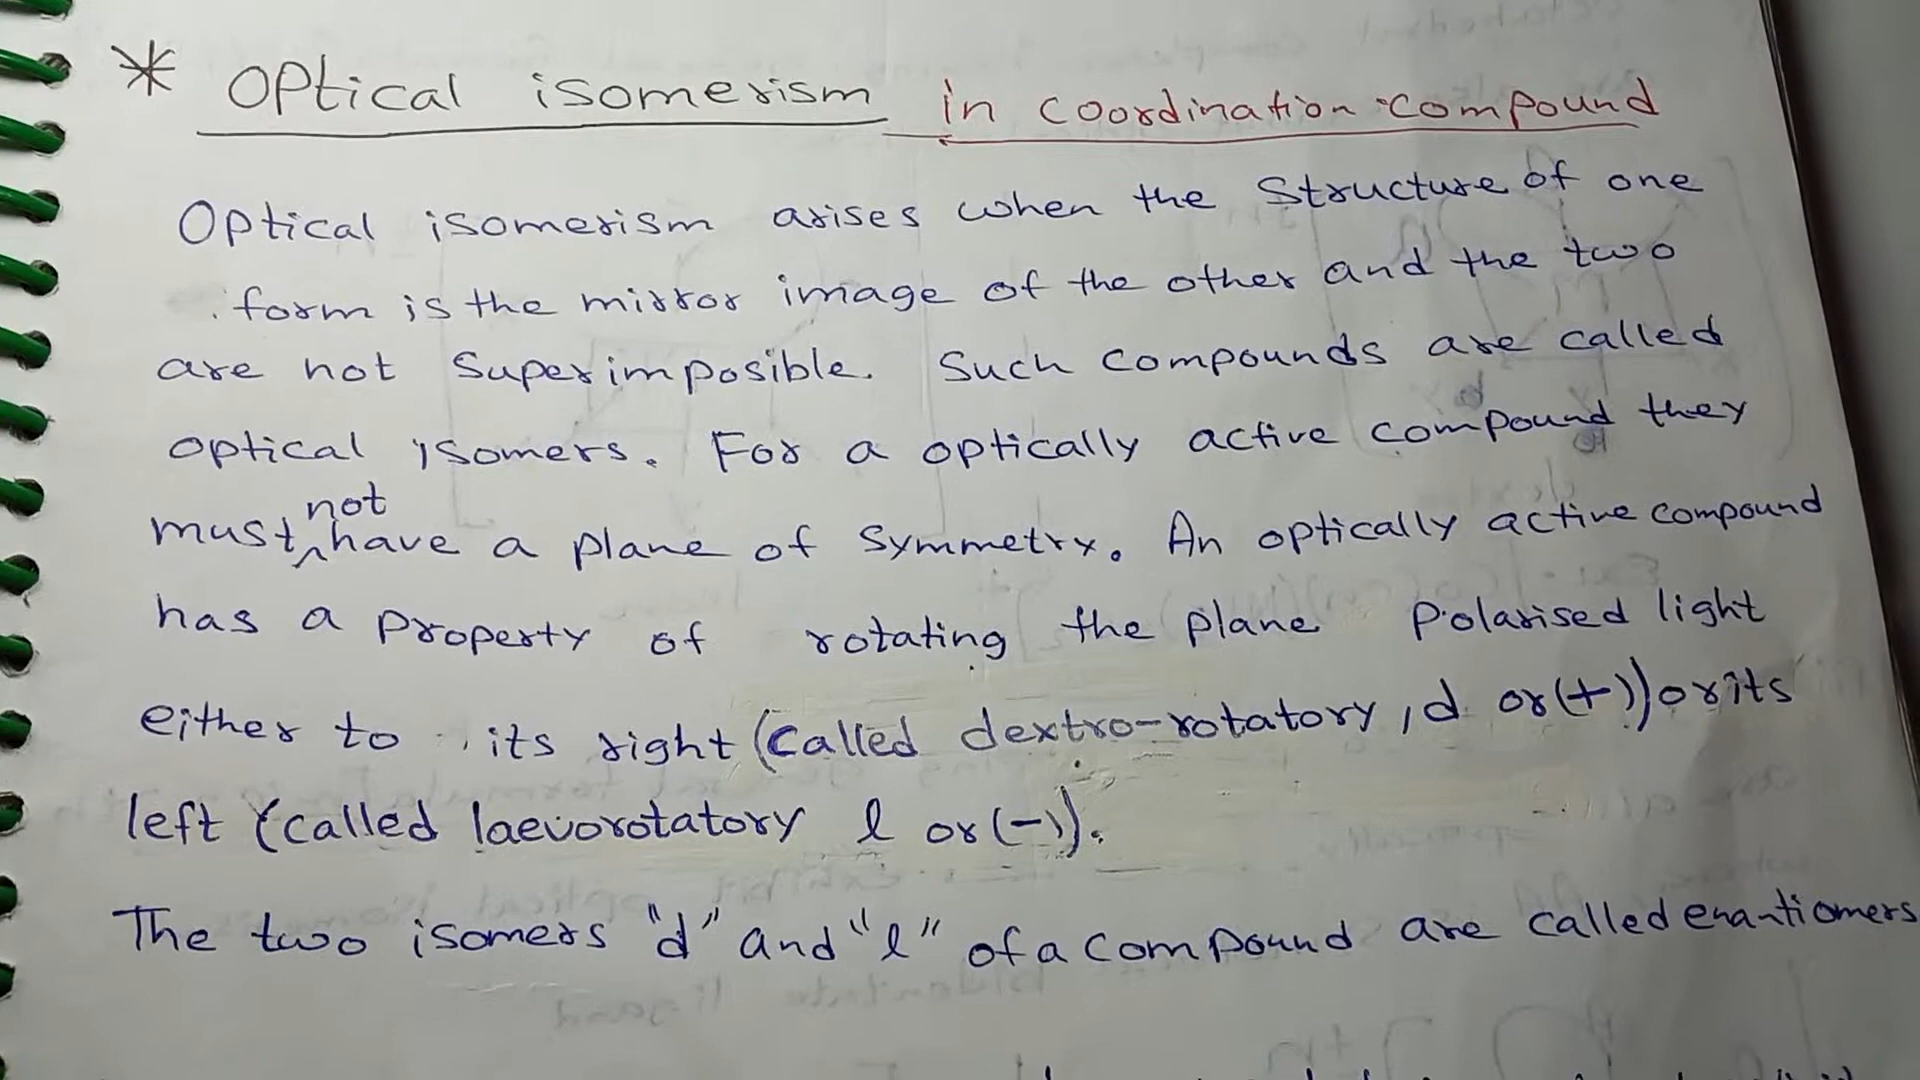 * Optical isomerism in coordination compound
Optical isomerism arises when the structure of one
form is the mirror image of the other and the two
are not superimposible. Such compounds are called
optical isomers. For a optically active compound they
not
must ^ have a plane of symmetry. An optically active compound
has a property of rotating the plane polarised light
either to its right (called dextro-rotatory, d or (+)) or its
left (called laevorotatory l or (-)).
The two isomers "d" and "l" of a compound are called enantiomers